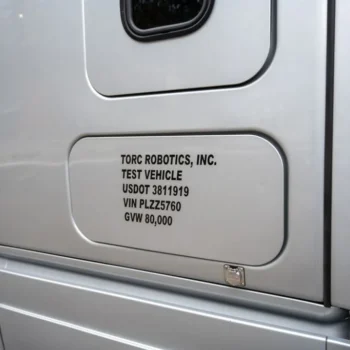 TORC ROBOTICS, INC.
TEST VEHICLE
USDOT 3811919
VIN PLZZ5760
GVW 80,000